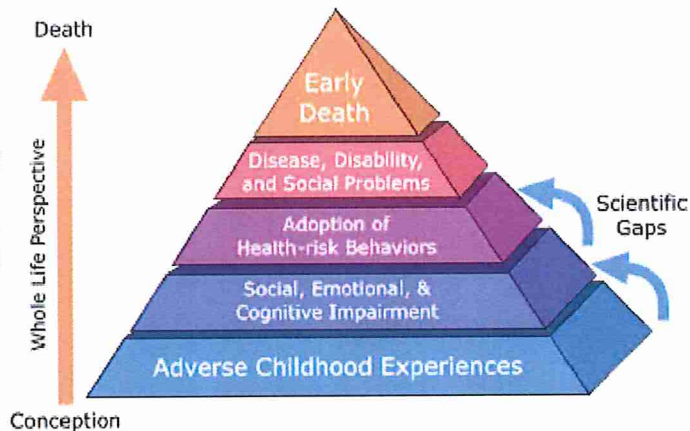 Death
Whole Life Perspective
Conception
Early
Death
Disease, Disability,
and Social Problems
Adoption of
Health-risk Behaviors
Social, Emotional, &
Cognitive Impairment
Adverse Childhood Experiences
Scientific
Gaps